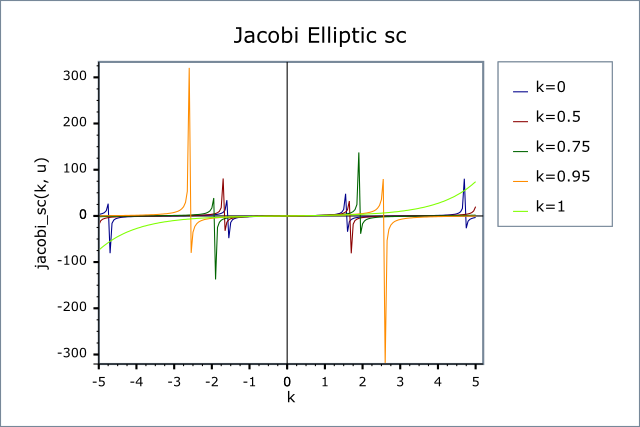 Jacobi Elliptic sc
jacobi_sc(k, u)
300
200
100
0
-100
-200
-300
-5 -4 -3 -2 -1 0 1 2 3 4 5
k
k=0
k=0.5
k=0.75
k=0.95
k=1